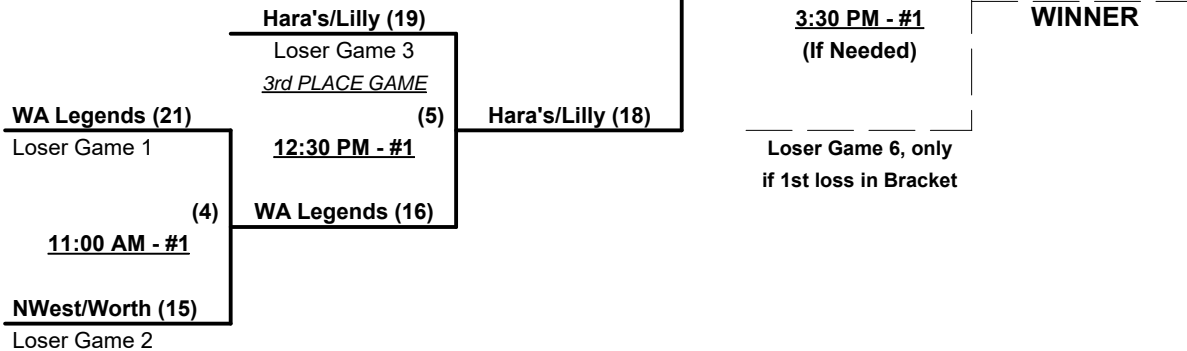 Hara's/Lilly (19)
Loser Game 3
3rd PLACE GAME
(5)
12:30 PM - #1
WA Legends (21)
Loser Game 1
Hara's/Lilly (18)
(4)
WA Legends (16)
11:00 AM - #1
NWest/Worth (15)
Loser Game 2
3:30 PM - #1
(If Needed)
WINNER
Loser Game 6, only
if 1st loss in Bracket